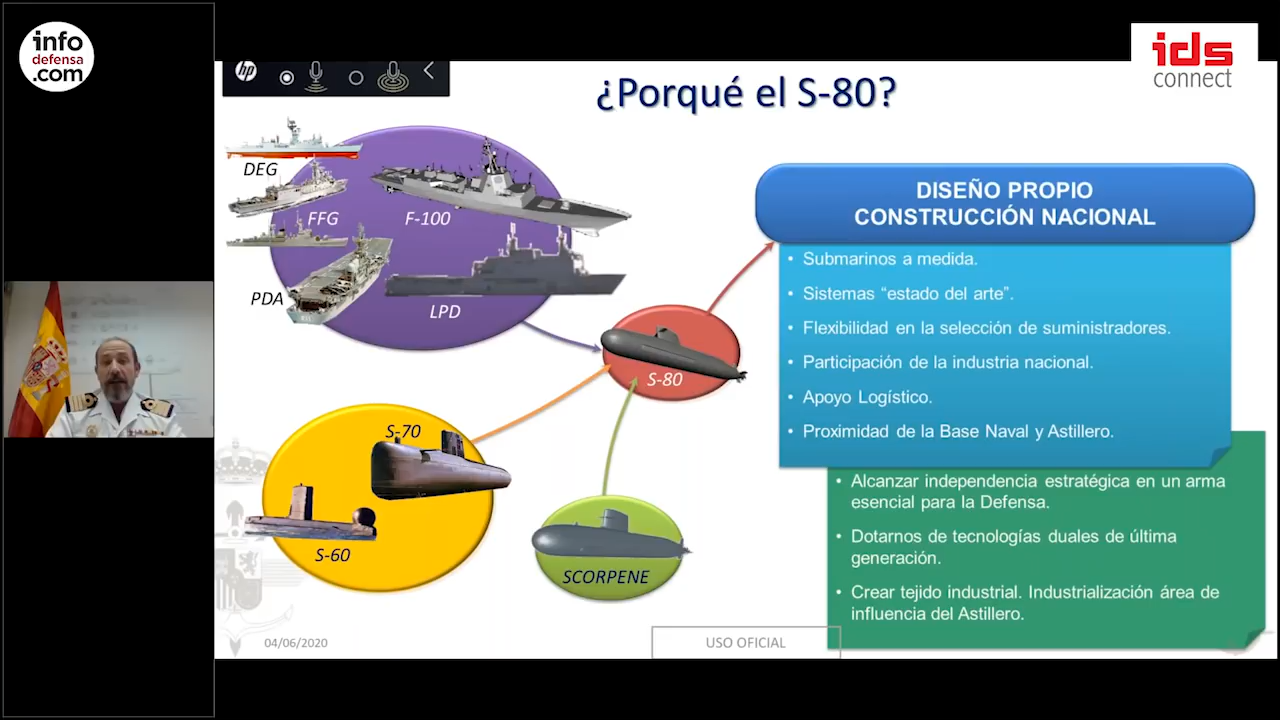 info
defensa
.com
ids
connect
hp
¿Porqué el S-80?
DEG
FFG
F-100
PDA
LPD
S-80
S-70
S-60
SCORPENE
DISEÑO PROPIO
CONSTRUCCIÓN NACIONAL
• Submarinos a medida.
• Sistemas “estado del arte”.
• Flexibilidad en la selección de suministradores.
• Participación de la industria nacional.
• Apoyo Logístico.
• Proximidad de la Base Naval y Astillero.
• Alcanzar independencia estratégica en un arma
esencial para la Defensa.
• Dotarnos de tecnologías duales de última
generación.
• Crear tejido industrial. Industrialización área de
influencia del Astillero.
04/06/2020
USO OFICIAL